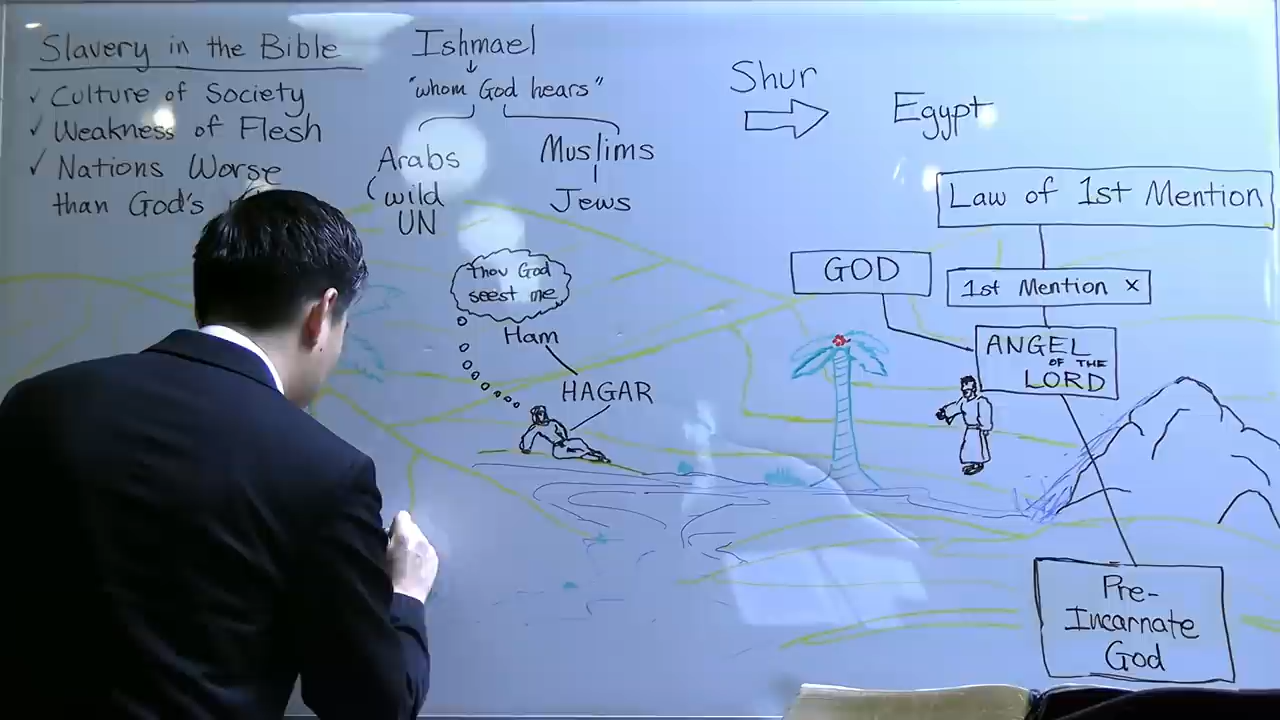 Slavery in the Bible
✓ Culture of Society
✓ Weakness of Flesh
✓ Nations Worse
than God's
Ishmael
"whom God hears"
Arabs
wild
UN
Muslims
Jews
Shur
Egypt
Law of 1st Mention
1st Mention x
GOD
ANGEL
OF THE
LORD
Pre-
Incarnate
God
Thou God
seest me
Ham
HAGAR